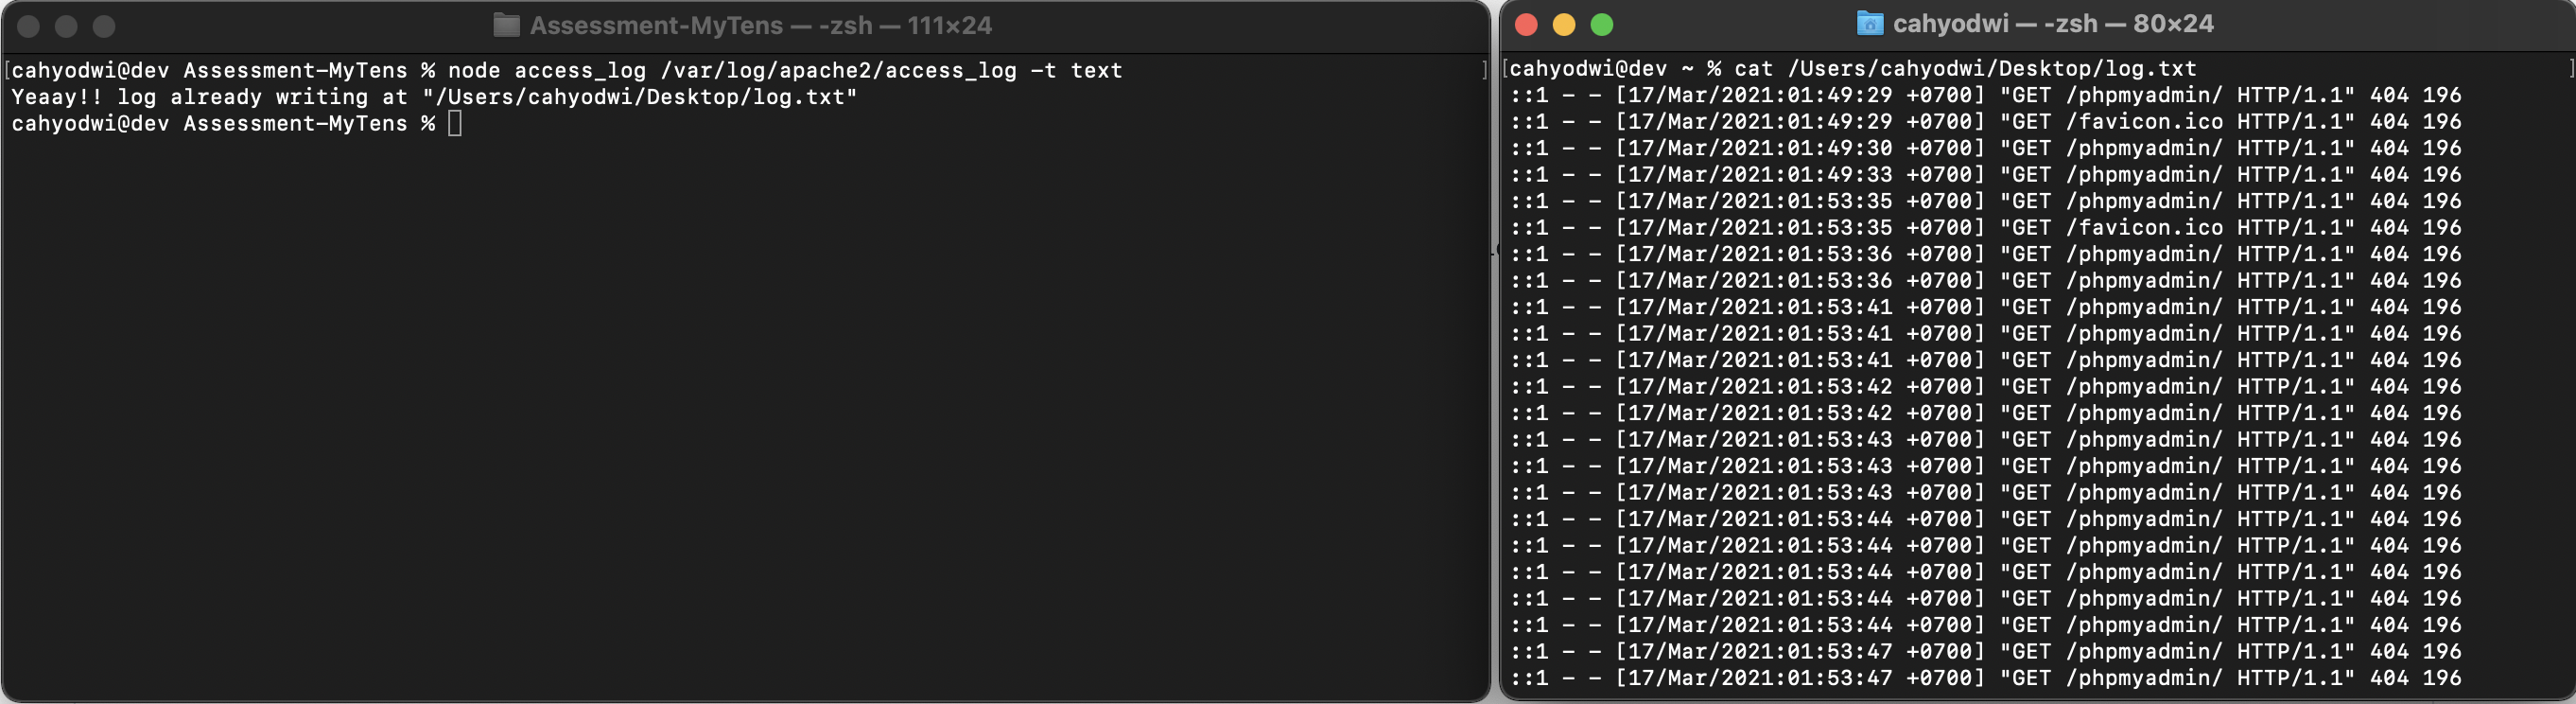 Assessment-MyTens — -zsh — 111×24
cahyodwi@dev Assessment-MyTens % node access_log /var/log/apache2/access_log -t text
Yeaay!! log already writing at "/Users/cahyodwi/Desktop/log.txt"
cahyodwi@dev Assessment-MyTens %
cahyodwi — -zsh — 80×24
cahyodwi@dev ~ % cat /Users/cahyodwi/Desktop/log.txt
::1 - - [17/Mar/2021:01:49:29 +0700] "GET /phpmyadmin/ HTTP/1.1" 404 196
::1 - - [17/Mar/2021:01:49:29 +0700] "GET /favicon.ico HTTP/1.1" 404 196
::1 - - [17/Mar/2021:01:49:30 +0700] "GET /phpmyadmin/ HTTP/1.1" 404 196
::1 - - [17/Mar/2021:01:49:33 +0700] "GET /phpmyadmin/ HTTP/1.1" 404 196
::1 - - [17/Mar/2021:01:53:35 +0700] "GET /phpmyadmin/ HTTP/1.1" 404 196
::1 - - [17/Mar/2021:01:53:35 +0700] "GET /favicon.ico HTTP/1.1" 404 196
::1 - - [17/Mar/2021:01:53:36 +0700] "GET /phpmyadmin/ HTTP/1.1" 404 196
::1 - - [17/Mar/2021:01:53:36 +0700] "GET /phpmyadmin/ HTTP/1.1" 404 196
::1 - - [17/Mar/2021:01:53:41 +0700] "GET /phpmyadmin/ HTTP/1.1" 404 196
::1 - - [17/Mar/2021:01:53:41 +0700] "GET /phpmyadmin/ HTTP/1.1" 404 196
::1 - - [17/Mar/2021:01:53:41 +0700] "GET /phpmyadmin/ HTTP/1.1" 404 196
::1 - - [17/Mar/2021:01:53:42 +0700] "GET /phpmyadmin/ HTTP/1.1" 404 196
::1 - - [17/Mar/2021:01:53:42 +0700] "GET /phpmyadmin/ HTTP/1.1" 404 196
::1 - - [17/Mar/2021:01:53:43 +0700] "GET /phpmyadmin/ HTTP/1.1" 404 196
::1 - - [17/Mar/2021:01:53:43 +0700] "GET /phpmyadmin/ HTTP/1.1" 404 196
::1 - - [17/Mar/2021:01:53:43 +0700] "GET /phpmyadmin/ HTTP/1.1" 404 196
::1 - - [17/Mar/2021:01:53:44 +0700] "GET /phpmyadmin/ HTTP/1.1" 404 196
::1 - - [17/Mar/2021:01:53:44 +0700] "GET /phpmyadmin/ HTTP/1.1" 404 196
::1 - - [17/Mar/2021:01:53:44 +0700] "GET /phpmyadmin/ HTTP/1.1" 404 196
::1 - - [17/Mar/2021:01:53:44 +0700] "GET /phpmyadmin/ HTTP/1.1" 404 196
::1 - - [17/Mar/2021:01:53:44 +0700] "GET /phpmyadmin/ HTTP/1.1" 404 196
::1 - - [17/Mar/2021:01:53:47 +0700] "GET /phpmyadmin/ HTTP/1.1" 404 196
::1 - - [17/Mar/2021:01:53:47 +0700] "GET /phpmyadmin/ HTTP/1.1" 404 196